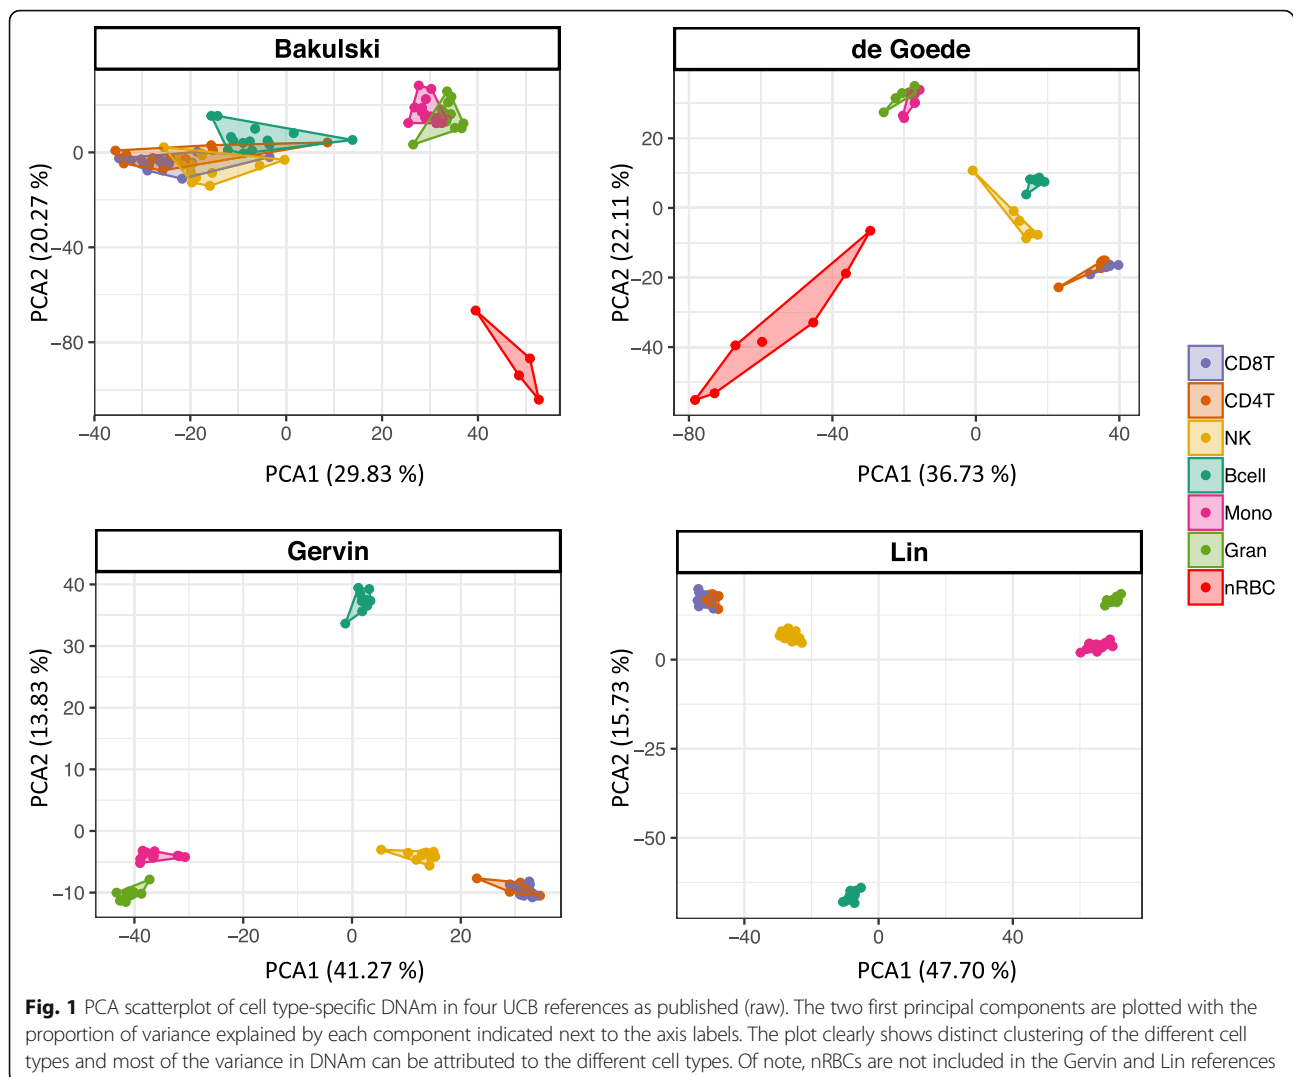 Bakulski
0
−40
−80
−40
−20
0
20
40
PCA2 (20.27 %)
PCA1 (29.83 %)
de Goede
20
0
−20
−40
−80
−40
0
40
PCA2 (22.11 %)
PCA1 (36.73 %)
CD8T
CD4T
NK
Bcell
Mono
Gran
nRBC
Gervin
40
30
20
10
0
−10
−40
−20
0
20
PCA2 (13.83 %)
PCA1 (41.27 %)
Lin
0
−25
−50
−40
0
40
PCA2 (15.73 %)
PCA1 (47.70 %)
Fig. 1 PCA scatterplot of cell type-specific DNAm in four UCB references as published (raw). The two first principal components are plotted with the
proportion of variance explained by each component indicated next to the axis labels. The plot clearly shows distinct clustering of the different cell
types and most of the variance in DNAm can be attributed to the different cell types. Of note, nRBCs are not included in the Gervin and Lin references